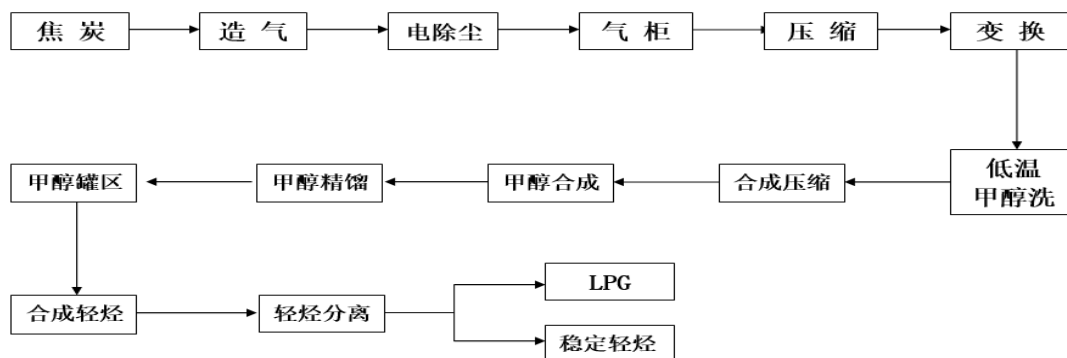 焦 炭
造 气
电除尘
气 柜
压 缩
变 换
低温
甲醇洗
合成压缩
甲醇合成
甲醇精馏
甲醇罐区
合成轻烃
轻烃分离
LPG
稳定轻烃